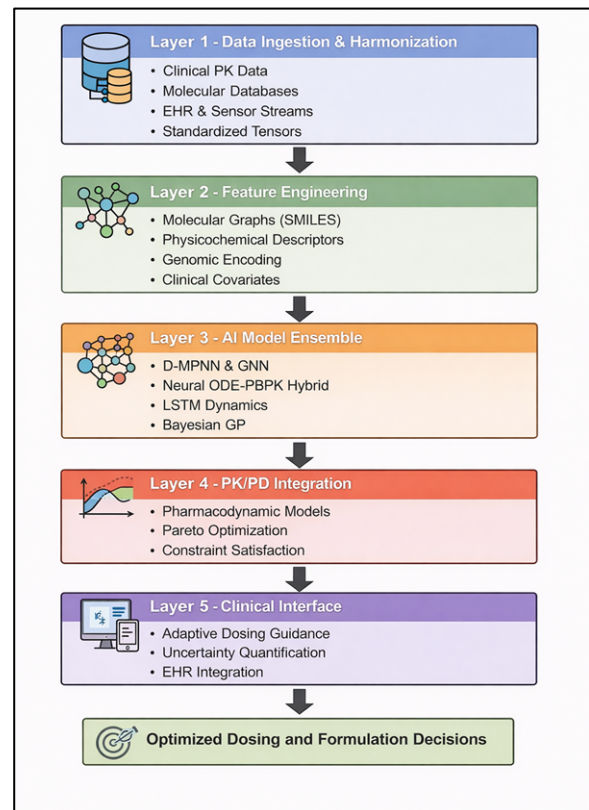 Layer 1 - Data Ingestion & Harmonization
• Clinical PK Data
• Molecular Databases
• EHR & Sensor Streams
• Standardized Tensors
Layer 2 - Feature Engineering
• Molecular Graphs (SMILES)
• Physicochemical Descriptors
• Genomic Encoding
• Clinical Covariates
Layer 3 - AI Model Ensemble
• D-MPNN & GNN
• Neural ODE-PBPK Hybrid
• LSTM Dynamics
• Bayesian GP
Layer 4 - PK/PD Integration
• Pharmacodynamic Models
• Pareto Optimization
• Constraint Satisfaction
Layer 5 - Clinical Interface
• Adaptive Dosing Guidance
• Uncertainty Quantification
• EHR Integration
Optimized Dosing and Formulation Decisions